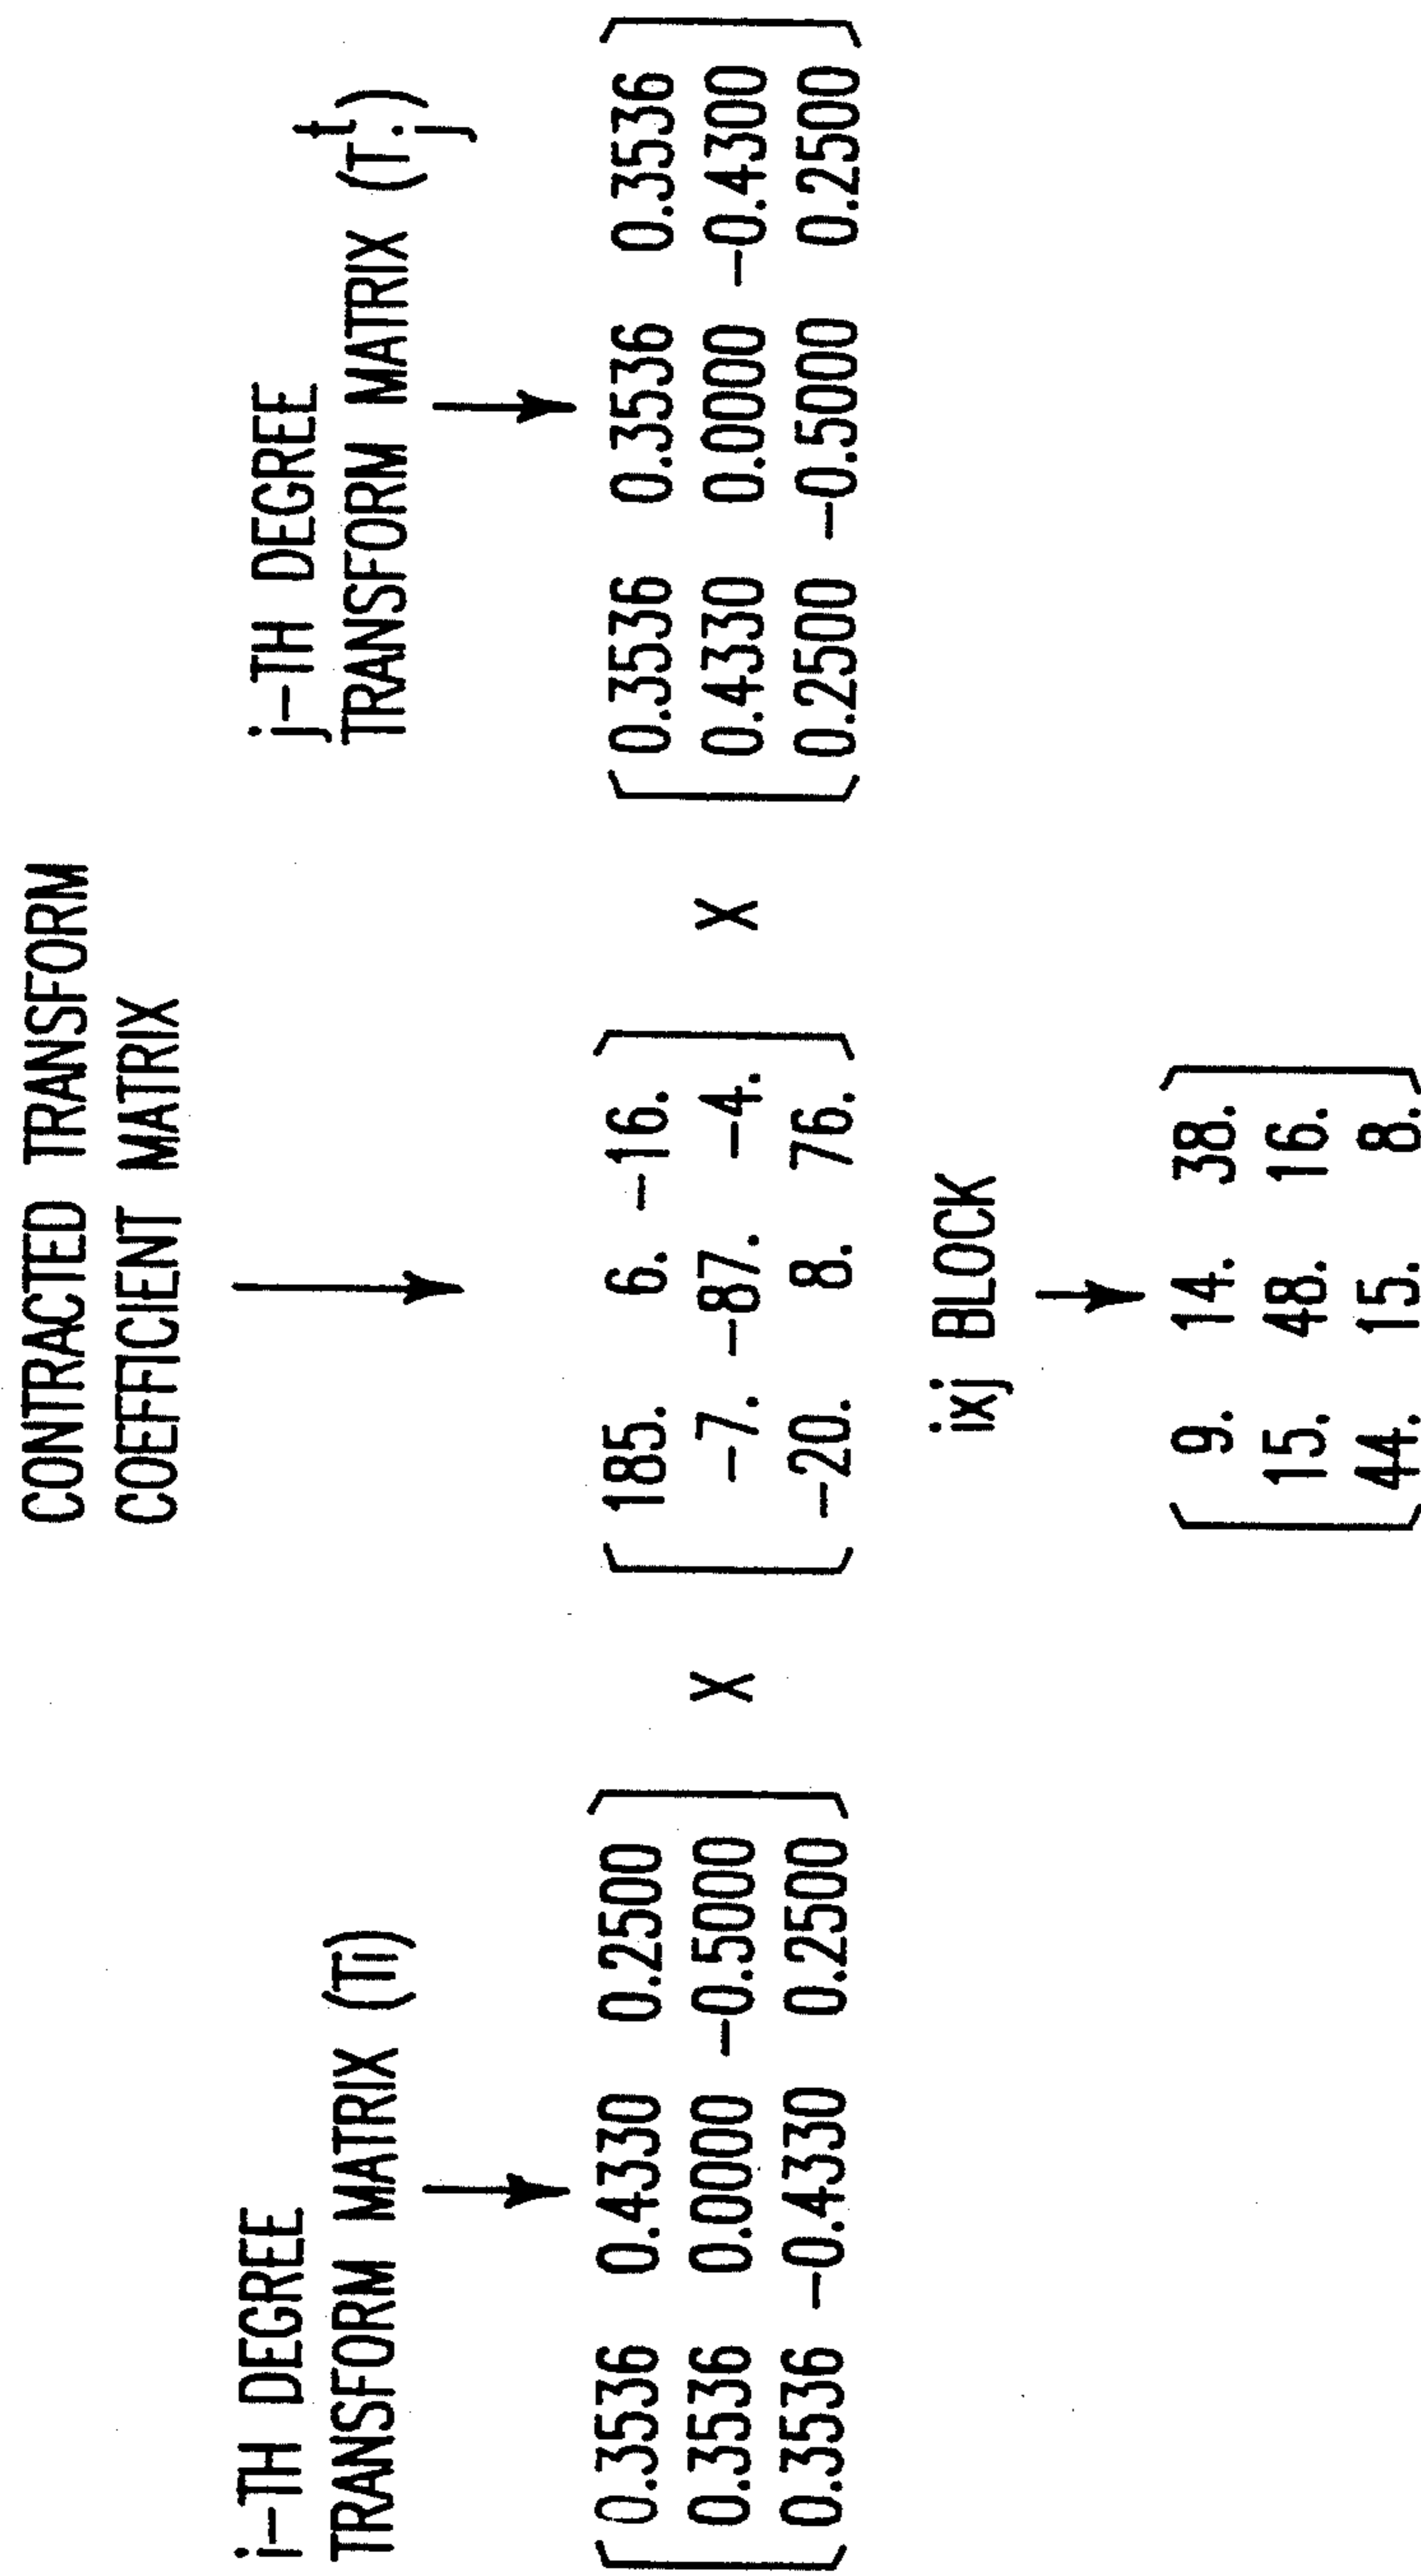 CONTRACTED TRANSFORM
COEFFICIENT MATRIX
i-TH DEGREE
TRANSFORM MATRIX (Ti)
j-TH DEGREE
TRANSFORM MATRIX (T^t_j)
0.3536 0.4330 0.2500
0.3536 0.0000 -0.5000
0.3536 -0.4330 0.2500
X
185. 6. -16.
-7. -87. -4.
-20. 8. 76.
X
0.3536 0.3536 0.3536
0.4330 0.0000 -0.4300
0.2500 -0.5000 0.2500
ixj BLOCK
9. 14. 38.
15. 48. 16.
44. 15. 8.